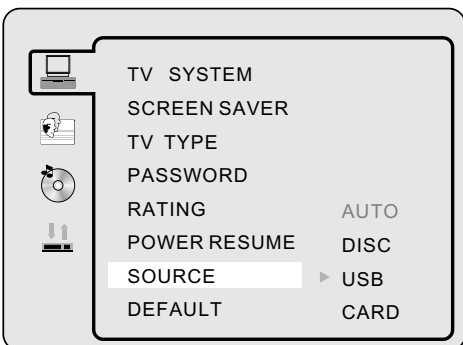 TV SYSTEM
SCREEN SAVER
TV TYPE
PASSWORD
RATING AUTO
POWER RESUME DISC
SOURCE USB
DEFAULT CARD